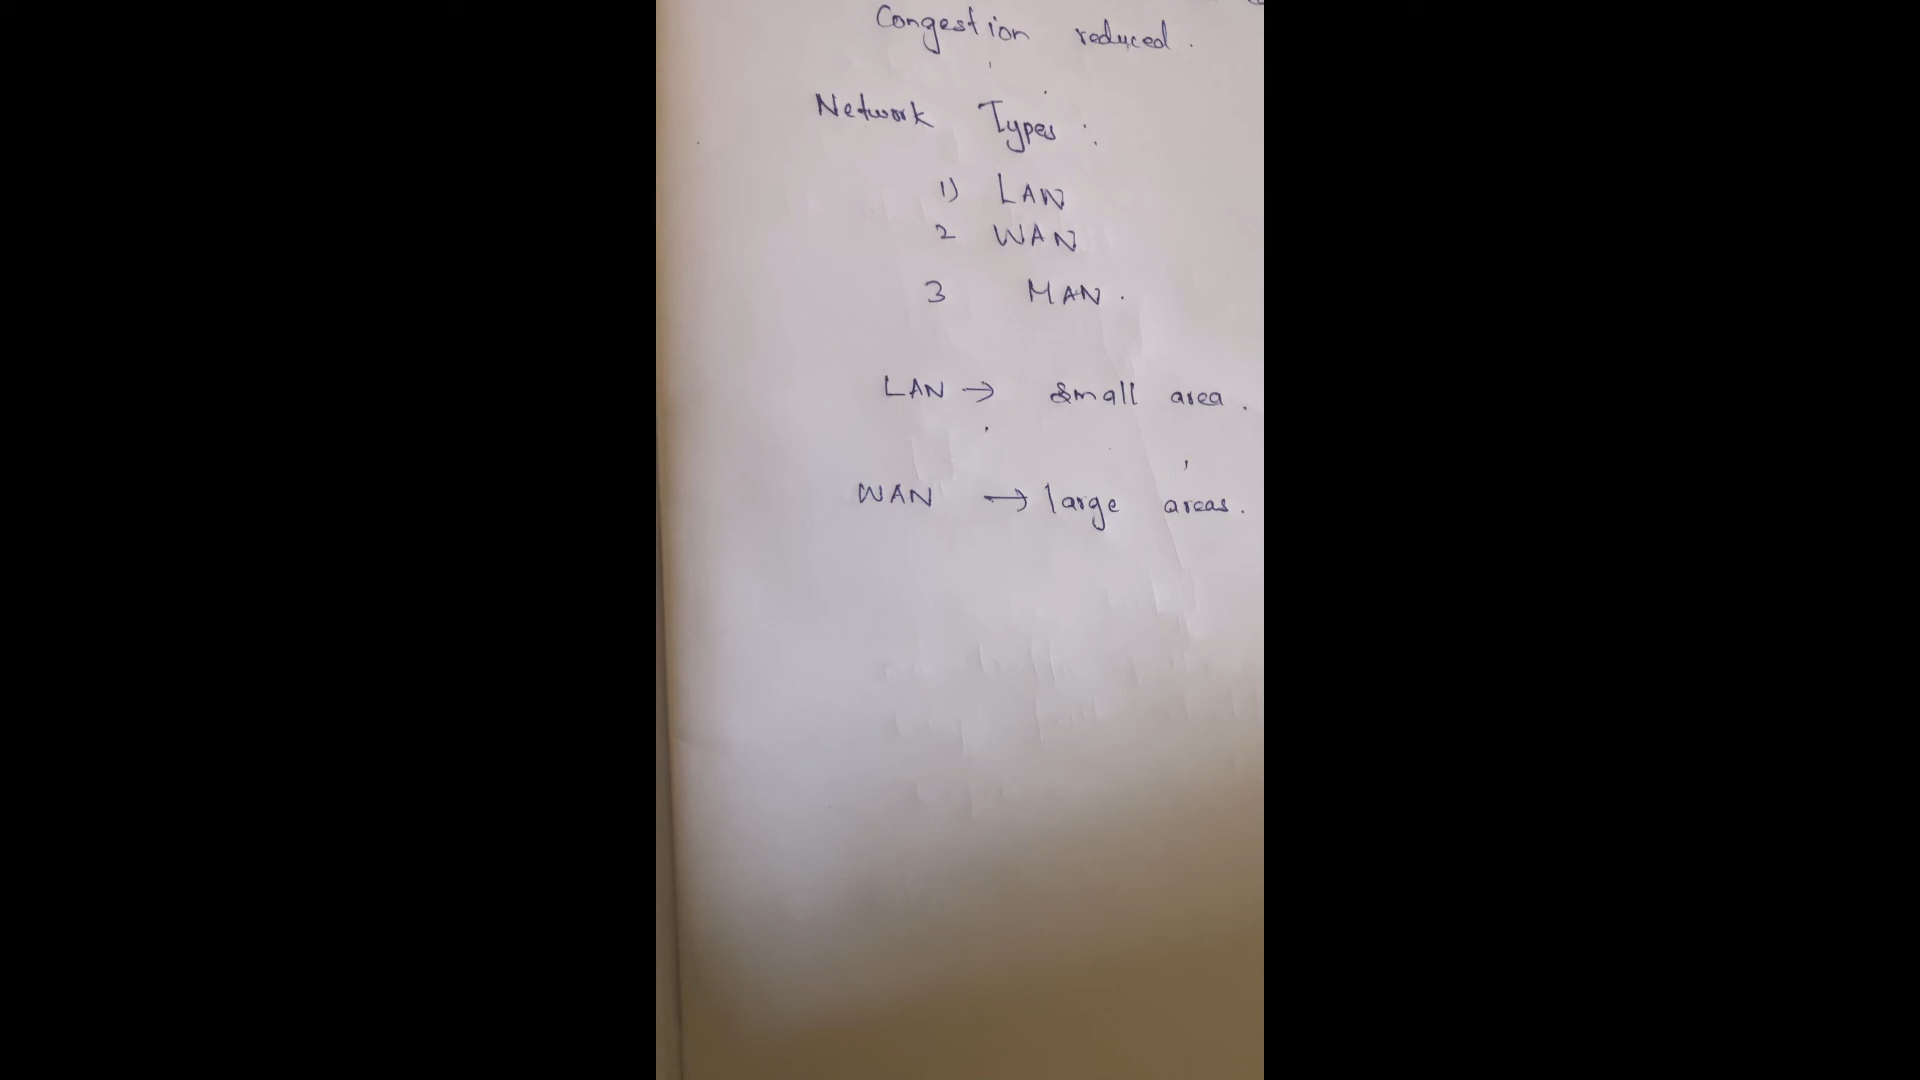 Congestion reduced.
Network Types :
1) LAN
2 WAN
3 MAN.
LAN → small area.
WAN → large areas.